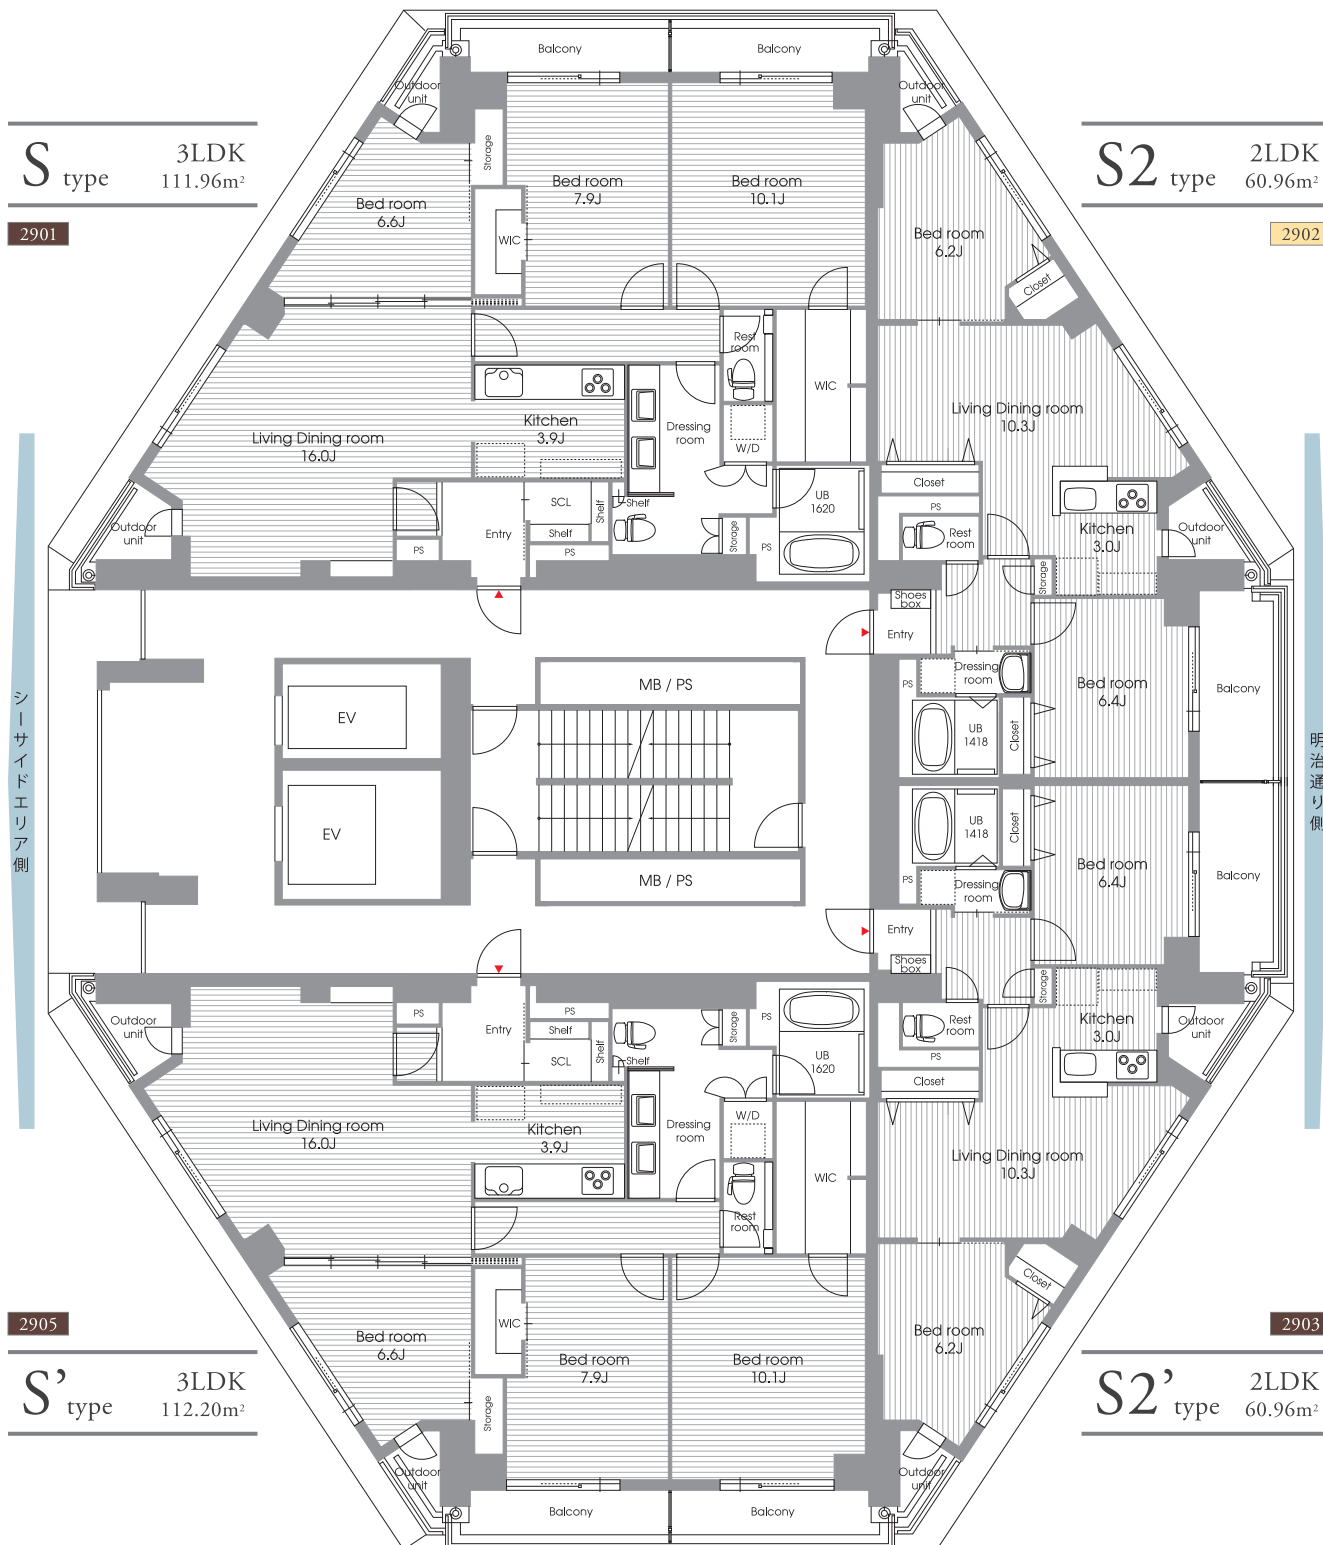 Balcony
Balcony
Outdoor
unit
Outdoor
unit
S type
3LDK
111.96m²
2901
S2 type
2LDK
60.96m²
2902
Storage
Bed room
7.9J
Bed room
10.1J
Bed room
6.6J
WIC
Bed room
6.2J
Closet
Rest
room
WIC
Living Dining room
16.0J
Kitchen
3.9J
Dressing
room
W/D
Living Dining room
10.3J
Closet
PS
Rest
room
Kitchen
3.0J
Outdoor
unit
Outdoor
unit
PS
Entry
SCL
Shelf
Shelf
Shelf
PS
Storage
PS
UB
1620
Storage
Shoes
box
Entry
Dressing
room
PS
UB
1418
Closet
Bed room
6.4J
Balcony
MB / PS
EV
EV
MB / PS
シーサイドエリア側
明治通り側
UB
1418
Closet
PS
Dressing
room
Bed room
6.4J
Balcony
Entry
Shoes
box
Storage
Outdoor
unit
PS
Entry
PS
Shelf
SCL
Shelf
Shelf
Storage
PS
UB
1620
Rest
room
PS
Closet
Kitchen
3.0J
Outdoor
unit
Living Dining room
16.0J
Kitchen
3.9J
Dressing
room
W/D
WIC
Rest
room
Living Dining room
10.3J
Closet
Bed room
6.6J
WIC
Bed room
7.9J
Bed room
10.1J
Bed room
6.2J
Storage
2905
S’ type
3LDK
112.20m²
2903
S2’ type
2LDK
60.96m²
Outdoor
unit
Outdoor
unit
Balcony
Balcony